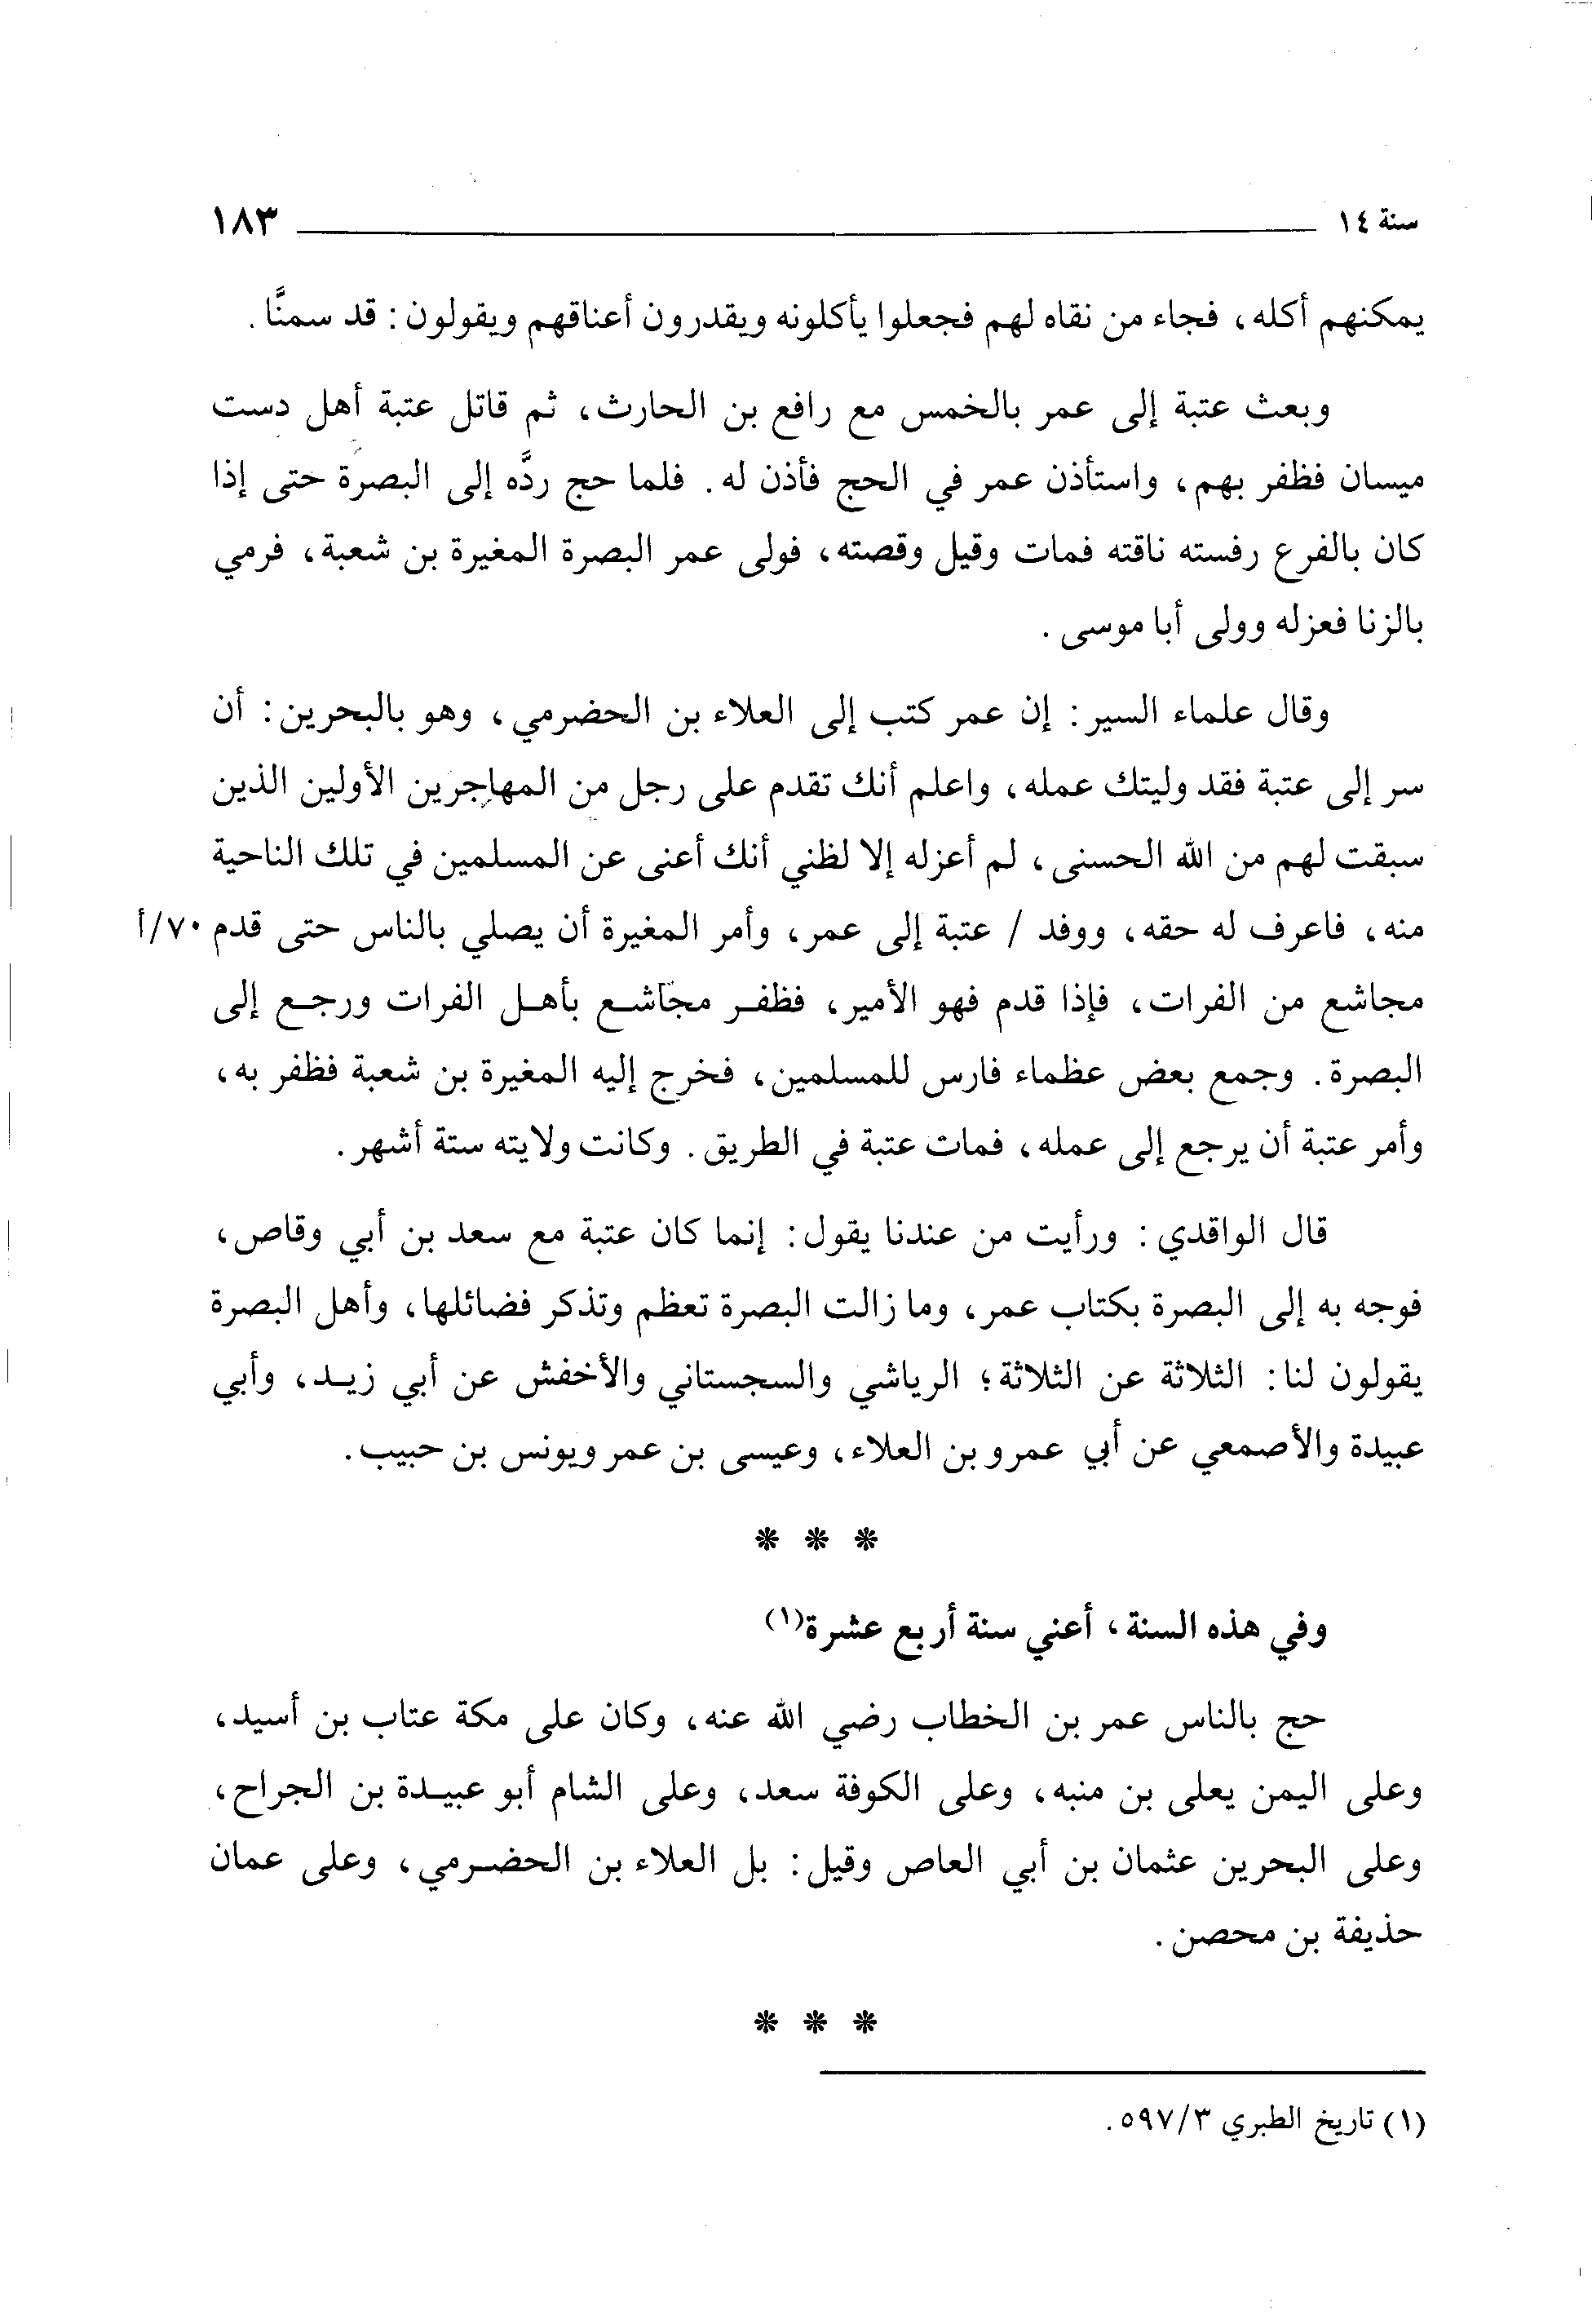 سنة ١٤ ١٨٣
يمكنهم أكله، فجاء من نقاه لهم فجعلوا يأكلونه ويقدرون أعناقهم ويقولون: قد سمنَّا.
وبعث عتبة إلى عمر بالخمس مع رافع بن الحارث، ثم قاتل عتبة أهل دست
ميسان فظفر بهم، واستأذن عمر في الحج فأذن له. فلما حج ردَّه إلى البصرة حتى إذا
كان بالفرع رفسته ناقته فمات وقيل وقصته، فولى عمر البصرة المغيرة بن شعبة، فرمي
بالزنا فعزله وولى أبا موسى.
وقال علماء السير: إن عمر كتب إلى العلاء بن الحضرمي، وهو بالبحرين: أن
سر إلى عتبة فقد وليتك عمله، واعلم أنك تقدم على رجل من المهاجرين الأولين الذين
سبقت لهم من الله الحسنى، لم أعزله إلا لظني أنك أعنى عن المسلمين في تلك الناحية
منه، فاعرف له حقه، ووفد / عتبة إلى عمر، وأمر المغيرة أن يصلي بالناس حتى قدم ٧٠/أ
مجاشع من الفرات، فإذا قدم فهو الأمير، فظفر مجاشع بأهل الفرات ورجع إلى
البصرة. وجمع بعض عظماء فارس للمسلمين، فخرج إليه المغيرة بن شعبة فظفر به،
وأمر عتبة أن يرجع إلى عمله، فمات عتبة في الطريق. وكانت ولايته ستة أشهر.
قال الواقدي: ورأيت من عندنا يقول: إنما كان عتبة مع سعد بن أبي وقاص،
فوجه به إلى البصرة بكتاب عمر، وما زالت البصرة تعظم وتذكر فضائلها، وأهل البصرة
يقولون لنا: الثلاثة عن الثلاثة؛ الرياشي والسجستاني والأخفش عن أبي زيد، وأبي
عبيدة والأصمعي عن أبي عمرو بن العلاء، وعيسى بن عمر ويونس بن حبيب.
* * *
وفي هذه السنة، أعني سنة أربع عشرة(١)
حج بالناس عمر بن الخطاب رضي الله عنه، وكان على مكة عتاب بن أسيد،
وعلى اليمن يعلى بن منبه، وعلى الكوفة سعد، وعلى الشام أبو عبيدة بن الجراح،
وعلى البحرين عثمان بن أبي العاص وقيل: بل العلاء بن الحضرمي، وعلى عمان
حذيفة بن محصن.
* * *
(١) تاريخ الطبري ٣/٥٩٧.